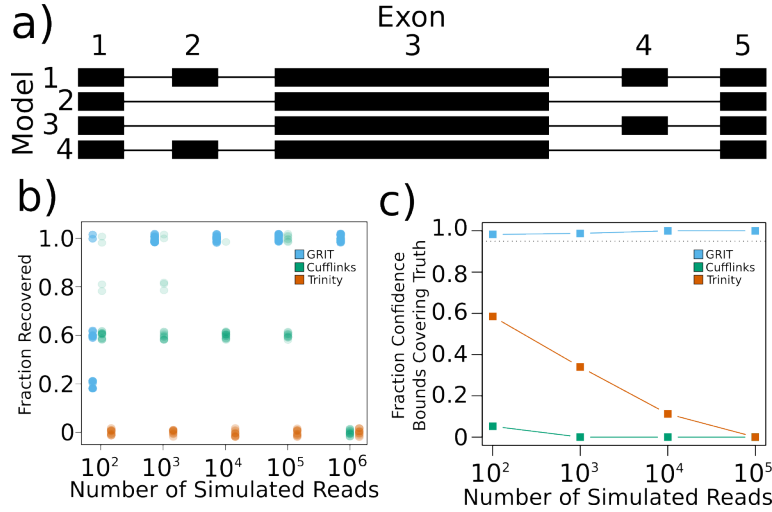 a)
Exon
1 2 3 4 5
Model
1
2
3
4
b)
Fraction Recovered
1.0
0.8
0.6
0.2
0
GRIT
Cufflinks
Trinity
10² 10³ 10⁴ 10⁵ 10⁶
Number of Simulated Reads
c)
Fraction Confidence
Bounds Covering Truth
1.0
0.8
0.6
0.4
0.2
0
GRIT
Cufflinks
Trinity
10² 10³ 10⁴ 10⁵
Number of Simulated Reads